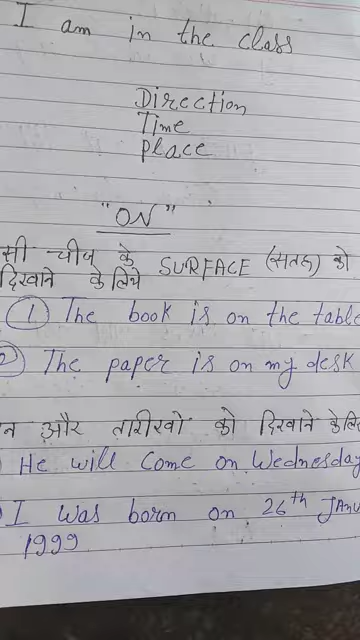 I am in the class
Direction
Time
Place
"ON"
सी चीज के SURFACE (सतह) को
दिखाने के लिये
① The book is on the table
② The paper is on my desk
न और तारीखो को दिखाने केलि
He will Come on Wednesday
I was born on 26th JANU
1999